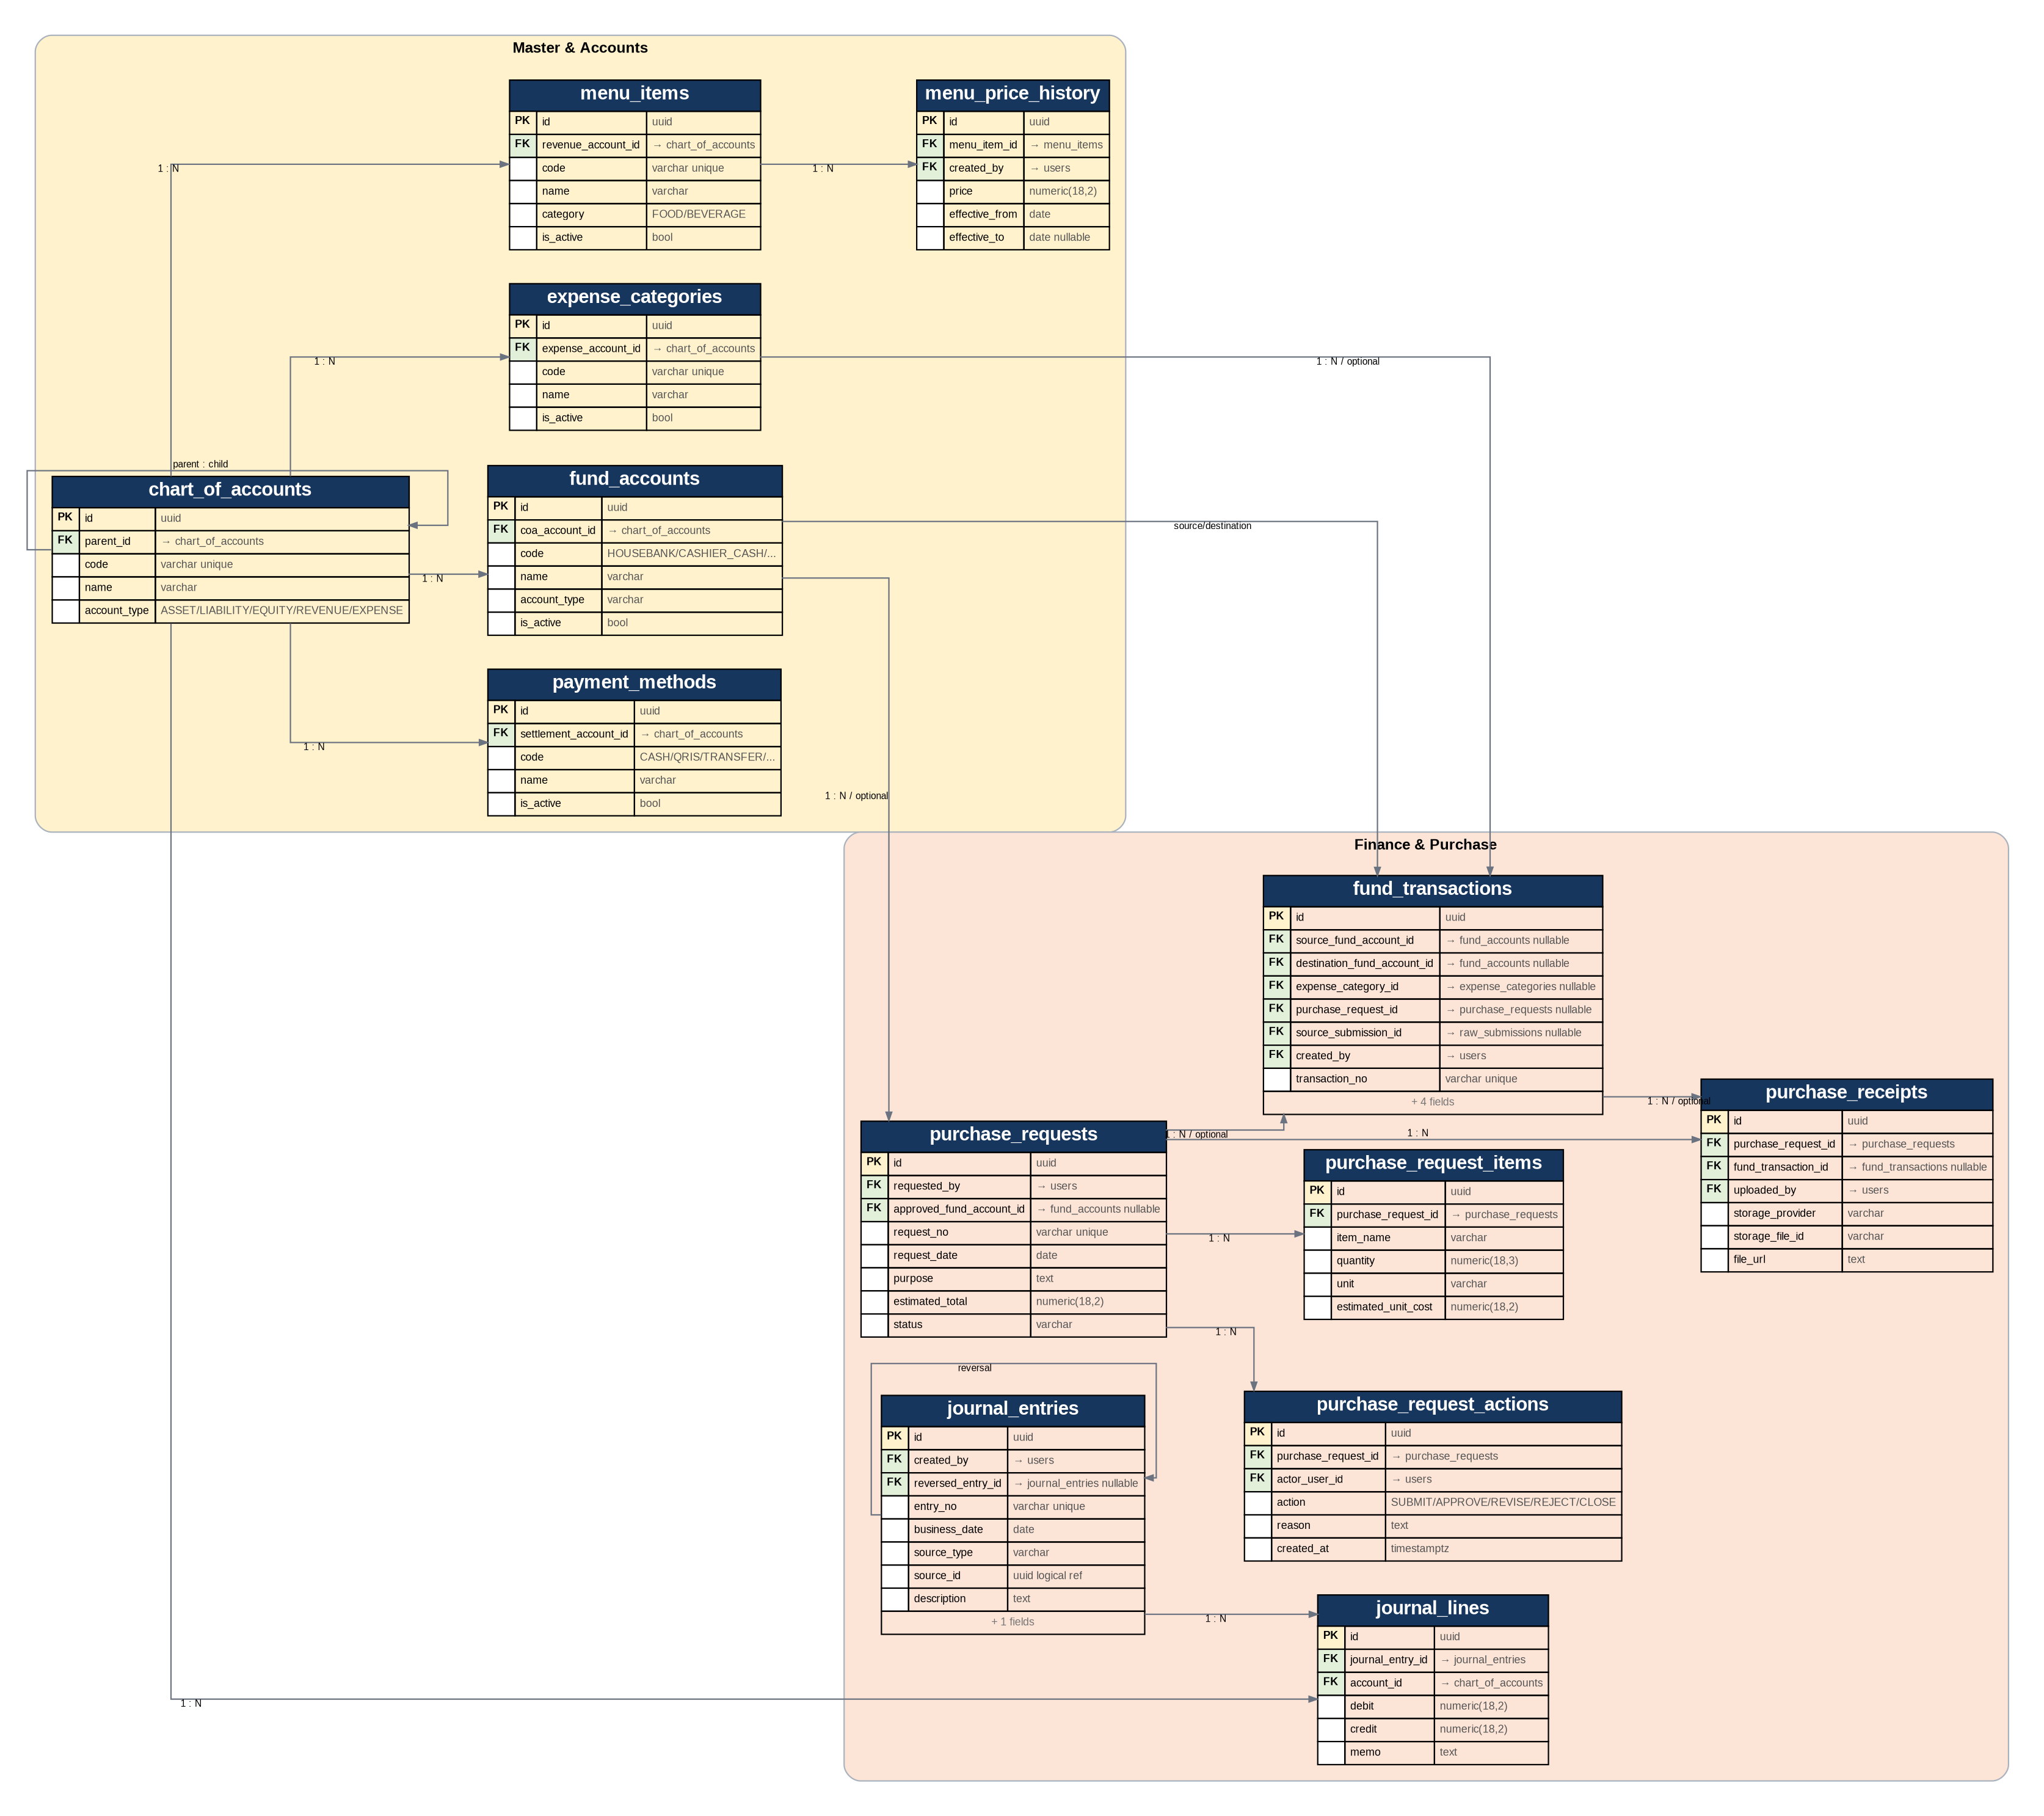 Master & Accounts
menu_items
PK id uuid
FK revenue_account_id → chart_of_accounts
code varchar unique
name varchar
category FOOD/BEVERAGE
is_active bool
1 : N
1 : N
menu_price_history
PK id uuid
FK menu_item_id → menu_items
FK created_by → users
price numeric(18,2)
effective_from date
effective_to date nullable
expense_categories
PK id uuid
FK expense_account_id → chart_of_accounts
code varchar unique
name varchar
is_active bool
1 : N
1 : N / optional
parent : child
chart_of_accounts
PK id uuid
FK parent_id → chart_of_accounts
code varchar unique
name varchar
account_type ASSET/LIABILITY/EQUITY/REVENUE/EXPENSE
1 : N
fund_accounts
PK id uuid
FK coa_account_id → chart_of_accounts
code HOUSEBANK/CASHIER_CASH/...
name varchar
account_type varchar
is_active bool
source/destination
payment_methods
PK id uuid
FK settlement_account_id → chart_of_accounts
code CASH/QRIS/TRANSFER/...
name varchar
is_active bool
1 : N
1 : N / optional
Finance & Purchase
fund_transactions
PK id uuid
FK source_fund_account_id → fund_accounts nullable
FK destination_fund_account_id → fund_accounts nullable
FK expense_category_id → expense_categories nullable
FK purchase_request_id → purchase_requests nullable
FK source_submission_id → raw_submissions nullable
FK created_by → users
transaction_no varchar unique
+ 4 fields
1 : N / optional
purchase_receipts
PK id uuid
FK purchase_request_id → purchase_requests
FK fund_transaction_id → fund_transactions nullable
FK uploaded_by → users
storage_provider varchar
storage_file_id varchar
file_url text
purchase_requests
PK id uuid
FK requested_by → users
FK approved_fund_account_id → fund_accounts nullable
request_no varchar unique
request_date date
purpose text
estimated_total numeric(18,2)
status varchar
1 : N / optional
1 : N
purchase_request_items
PK id uuid
FK purchase_request_id → purchase_requests
item_name varchar
quantity numeric(18,3)
unit varchar
estimated_unit_cost numeric(18,2)
1 : N
1 : N
reversal
journal_entries
PK id uuid
FK created_by → users
FK reversed_entry_id → journal_entries nullable
entry_no varchar unique
business_date date
source_type varchar
source_id uuid logical ref
description text
+ 1 fields
purchase_request_actions
PK id uuid
FK purchase_request_id → purchase_requests
FK actor_user_id → users
action SUBMIT/APPROVE/REVISE/REJECT/CLOSE
reason text
created_at timestamptz
1 : N
journal_lines
PK id uuid
FK journal_entry_id → journal_entries
FK account_id → chart_of_accounts
debit numeric(18,2)
credit numeric(18,2)
memo text
1 : N